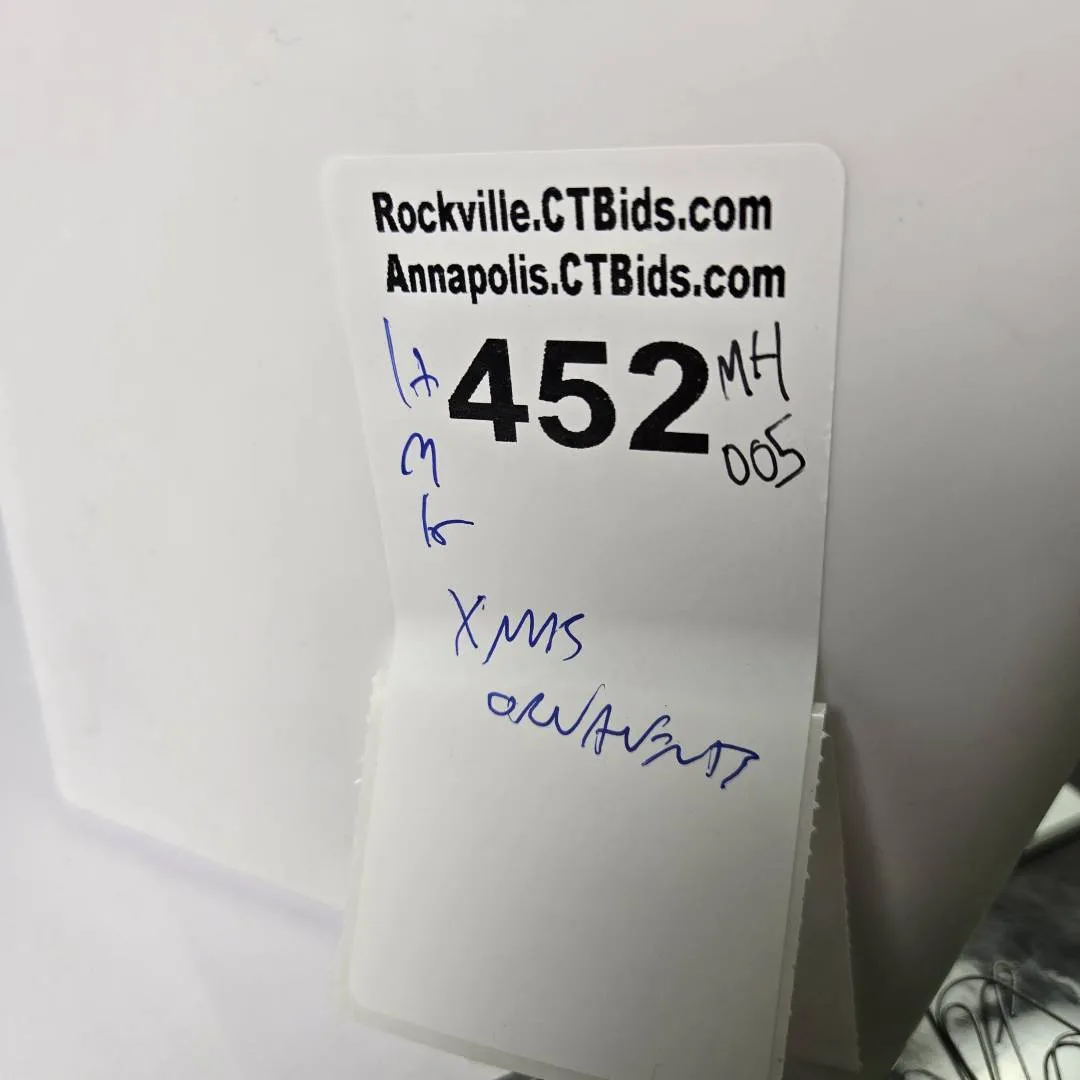 Rockville.CTBids.com
Annapolis.CTBids.com
452
MH
005
XMAS